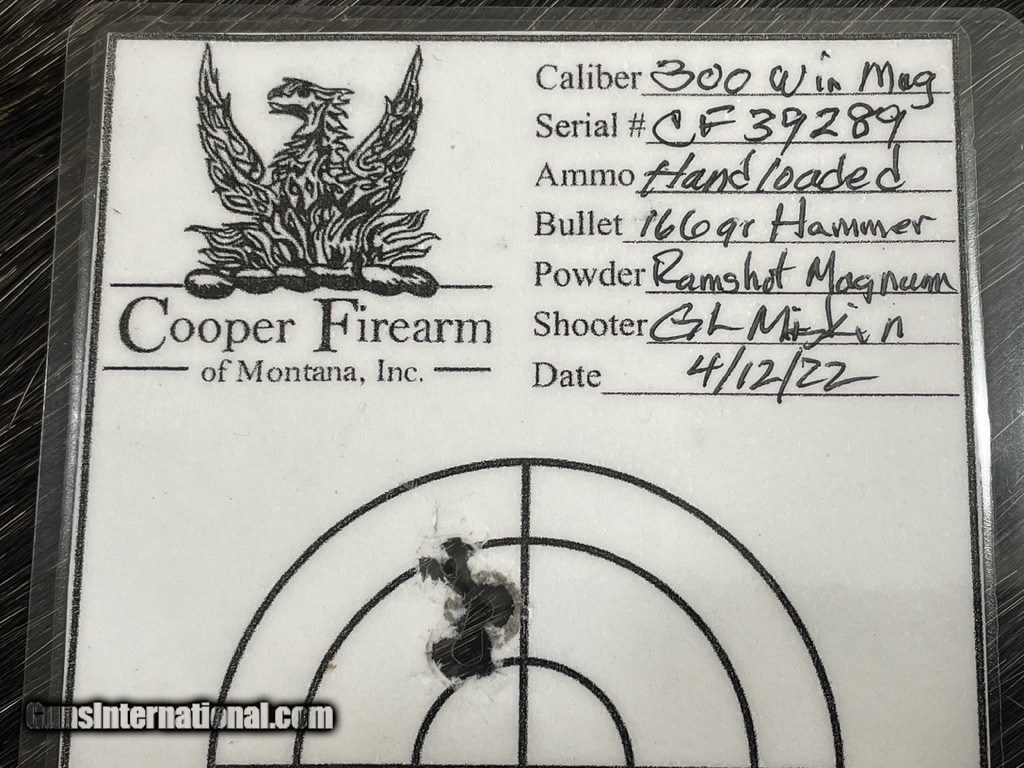 Caliber 300 Win Mag
Serial # CF39289
Ammo Handloaded
Bullet 166gr Hammer
Powder Ramshot Magnum
Shooter GL
Date 4/12/22
Cooper Firearm
of Montana, Inc.
GunsInternational.com